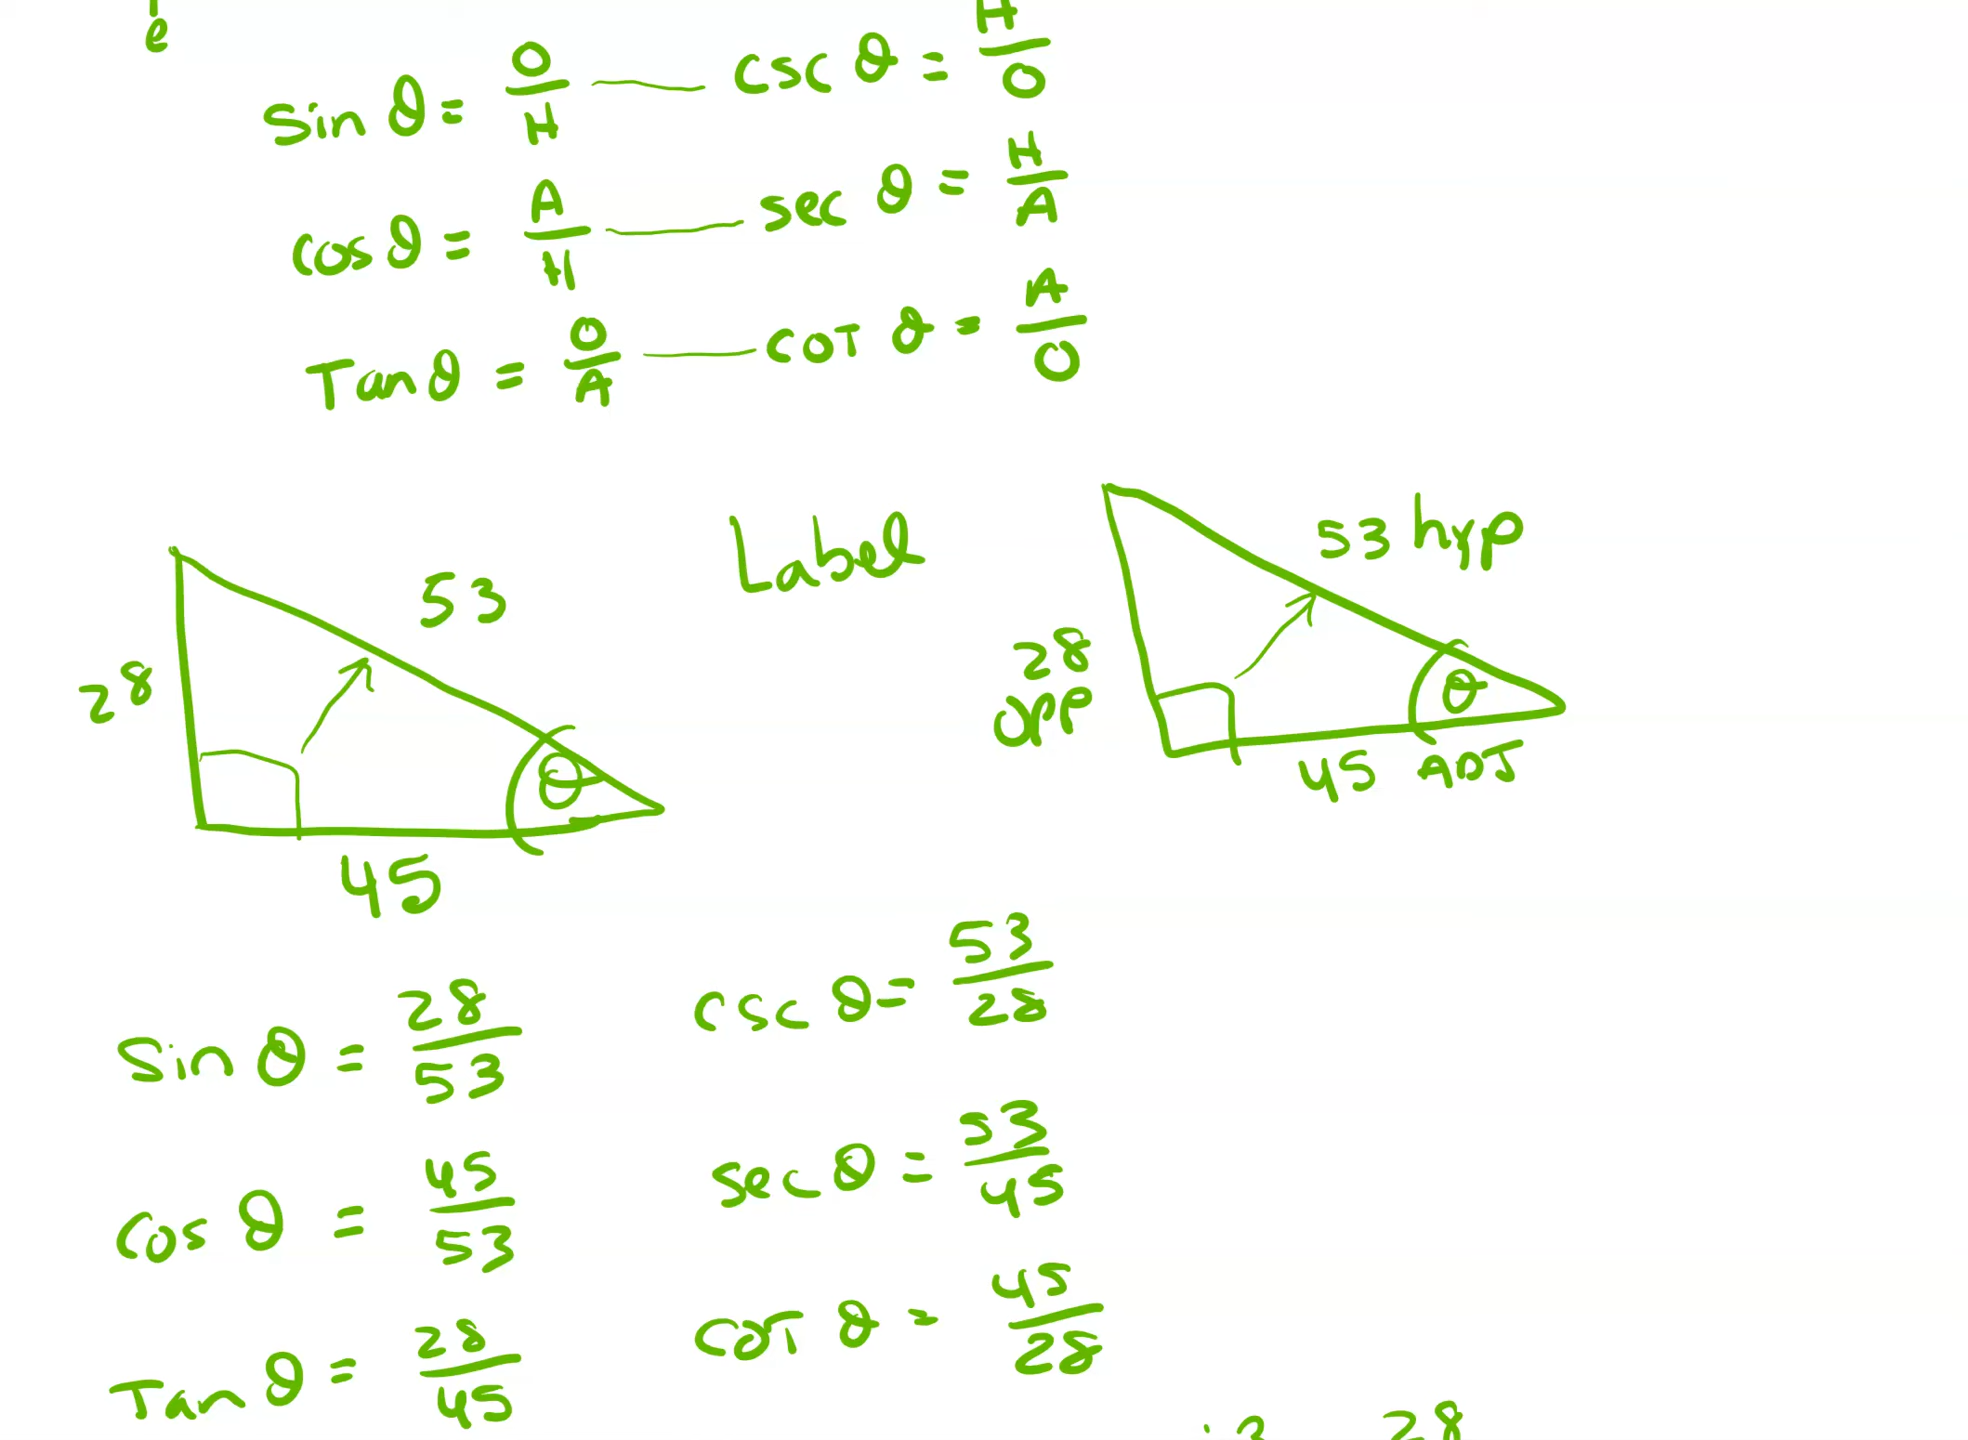 e
Sin θ = O/H — csc θ = H/O
cos θ = A/H — sec θ = H/A
Tan θ = O/A — COT θ = A/O
Label
53 hyp
53
28
28
OPP
45 ADJ
45
Sin θ = 28/53 csc θ = 53/28
Cos θ = 45/53 sec θ = 53/45
Tan θ = 28/45 COT θ = 45/28
28